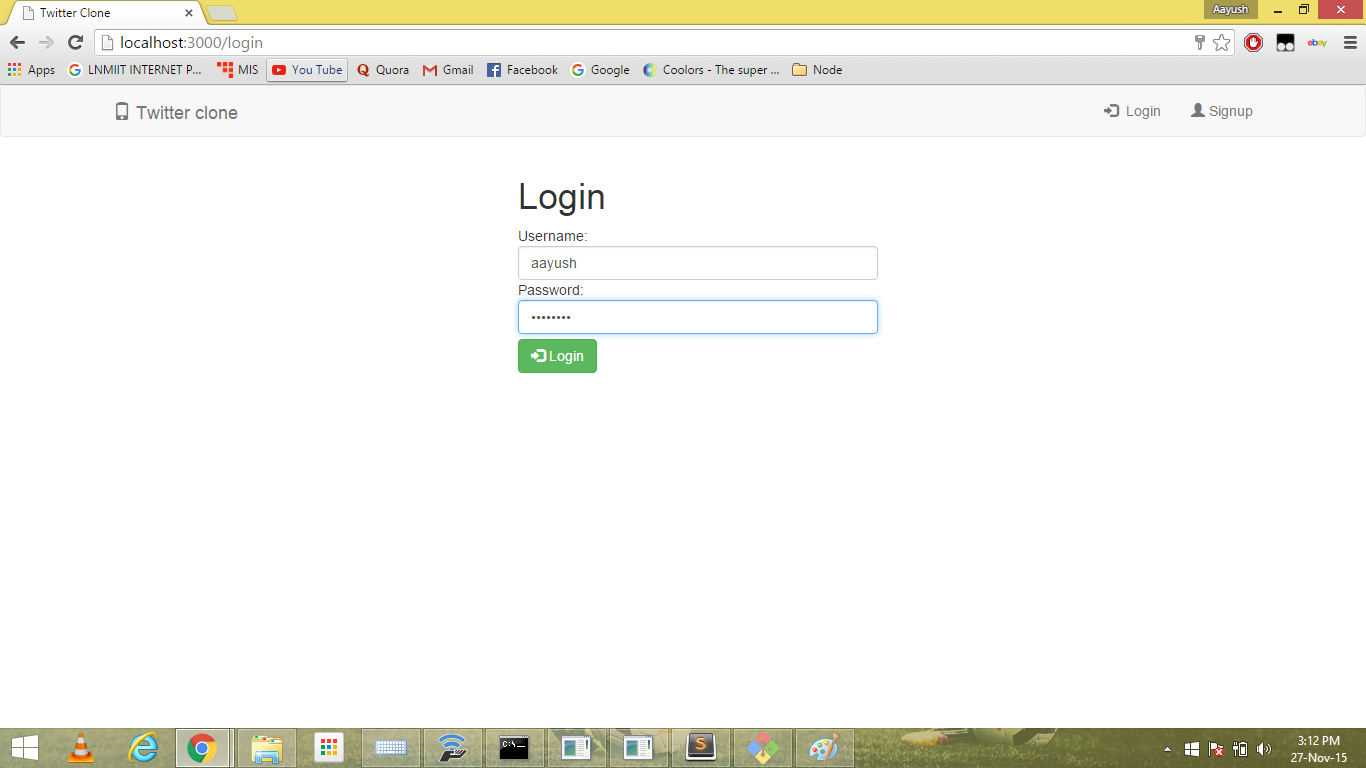 Twitter Clone
Aayush
localhost:3000/login
ebay
Apps LNMIIT INTERNET P... MIS You Tube Quora Gmail Facebook Google Coolors - The super ... Node
Twitter clone Login Signup
Login
Username:
aayush
Password:
••••••••
Login
3:12 PM
27-Nov-15